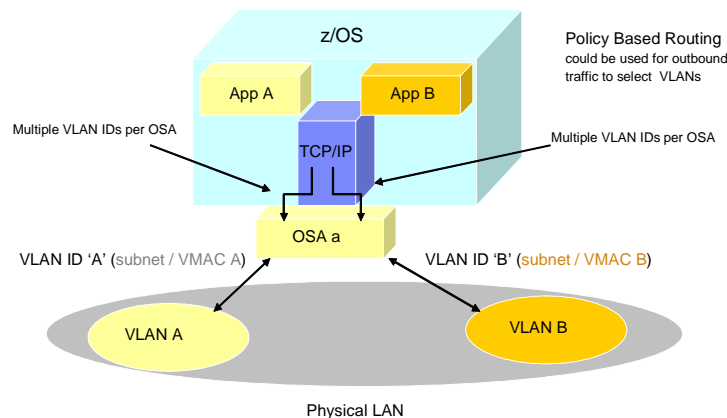 z/OS
Policy Based Routing
could be used for outbound
traffic to select VLANs
App A
App B
Multiple VLAN IDs per OSA
Multiple VLAN IDs per OSA
TCP/IP
OSA a
VLAN ID ‘A’ (subnet / VMAC A)
VLAN ID ‘B’ (subnet / VMAC B)
VLAN A
VLAN B
Physical LAN